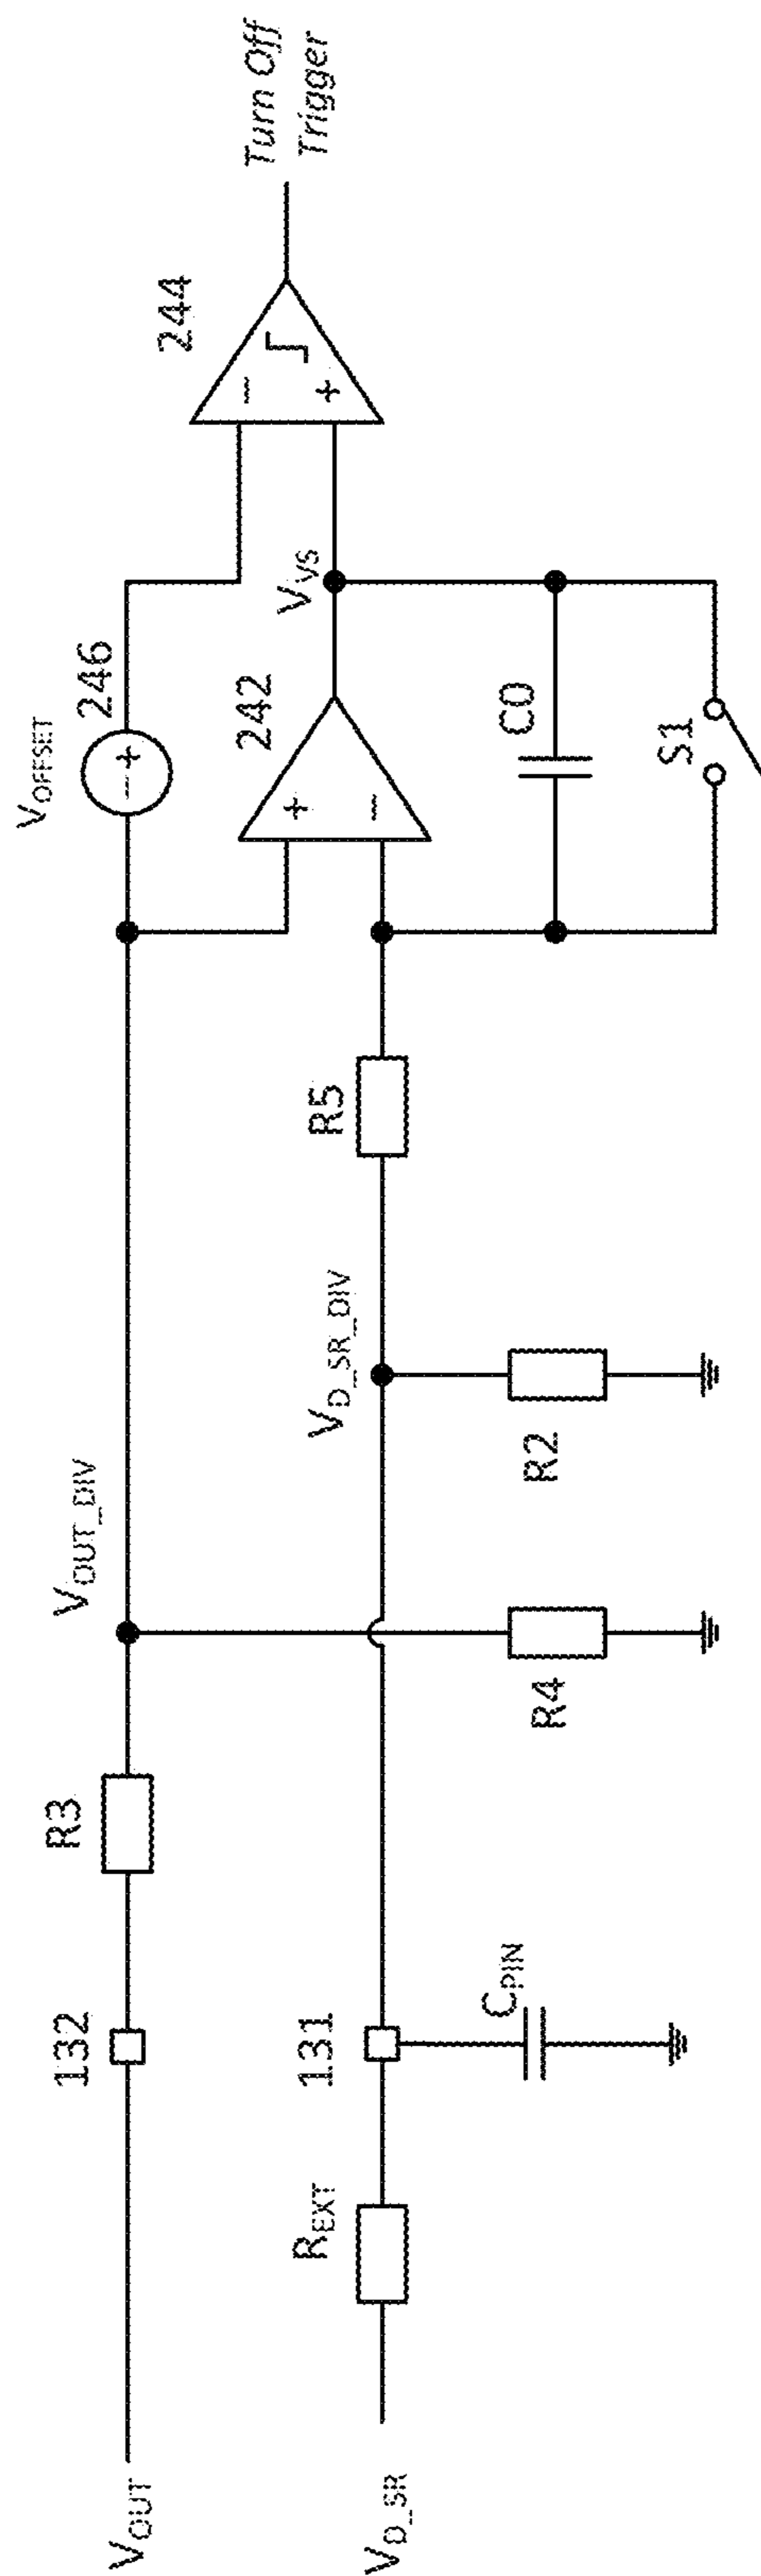 V_OUT
132
R3
V_OUT_DIV
R4
V_OFFSET
246
− +
V_D_SR
R_EXT
131
C_PIN
V_D_SR_DIV
R2
R5
242
+
−
C0
S1
V_VS
244
−
+
Turn Off
Trigger